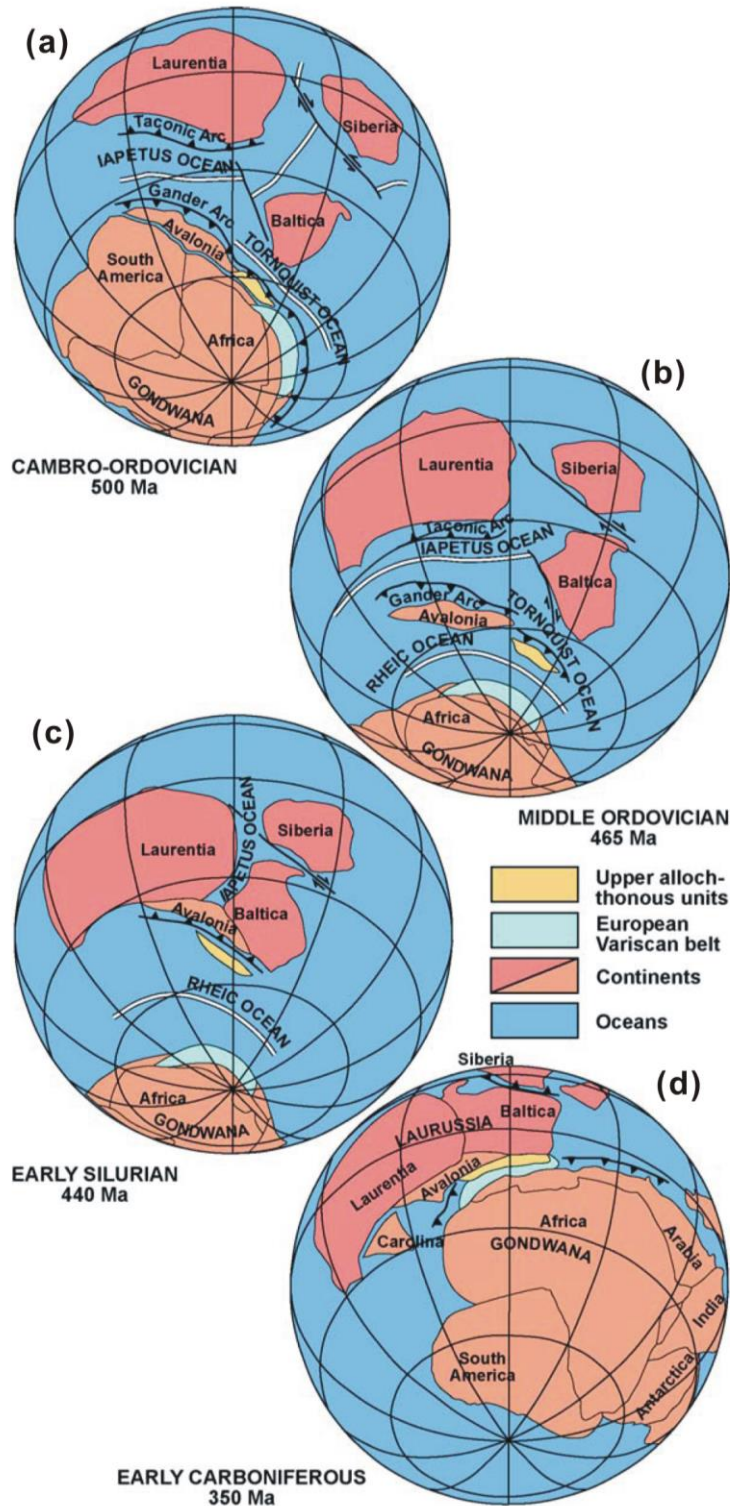 (a)
Laurentia
Siberia
Taconic Arc
IAPETUS OCEAN
Gander Arc
Avalonia
Baltica
South
America
TORNQUIST OCEAN
Africa
GONDWANA
CAMBRO-ORDOVICIAN
500 Ma
(b)
Laurentia
Siberia
Taconic Arc
IAPETUS OCEAN
Baltica
Gander Arc
Avalonia
TORNQUIST OCEAN
RHEIC OCEAN
Africa
GONDWANA
MIDDLE ORDOVICIAN
465 Ma
(c)
IAPETUS OCEAN
Siberia
Laurentia
Avalonia
Baltica
RHEIC OCEAN
Africa
GONDWANA
EARLY SILURIAN
440 Ma
Upper alloch-
thonous units
European
Variscan belt
Continents
Oceans
(d)
Siberia
Baltica
LAURUSSIA
Laurentia
Avalonia
Carolina
Africa
GONDWANA
Arabia
India
South
America
Antarctica
EARLY CARBONIFEROUS
350 Ma